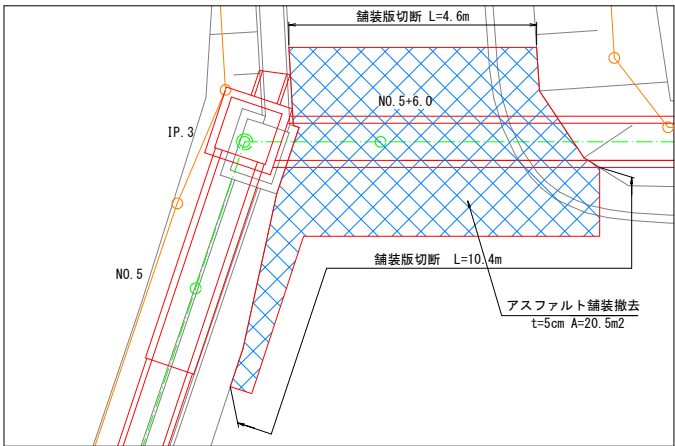 舗装版切断 L=4.6m
NO.5+6.0
IP.3
舗装版切断 L=10.4m
NO.5
アスファルト舗装撤去
t=5cm A=20.5m2